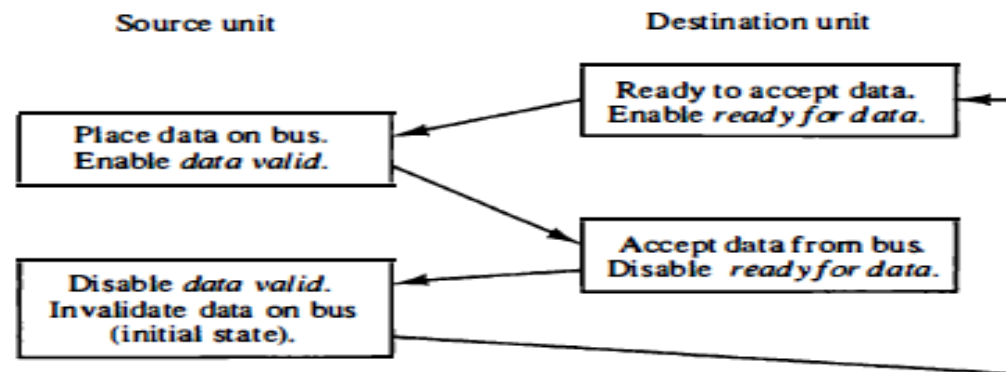 Source unit
Destination unit
Ready to accept data.
Enable ready for data.
Place data on bus.
Enable data valid.
Accept data from bus.
Disable ready for data.
Disable data valid.
Invalidate data on bus
(initial state).